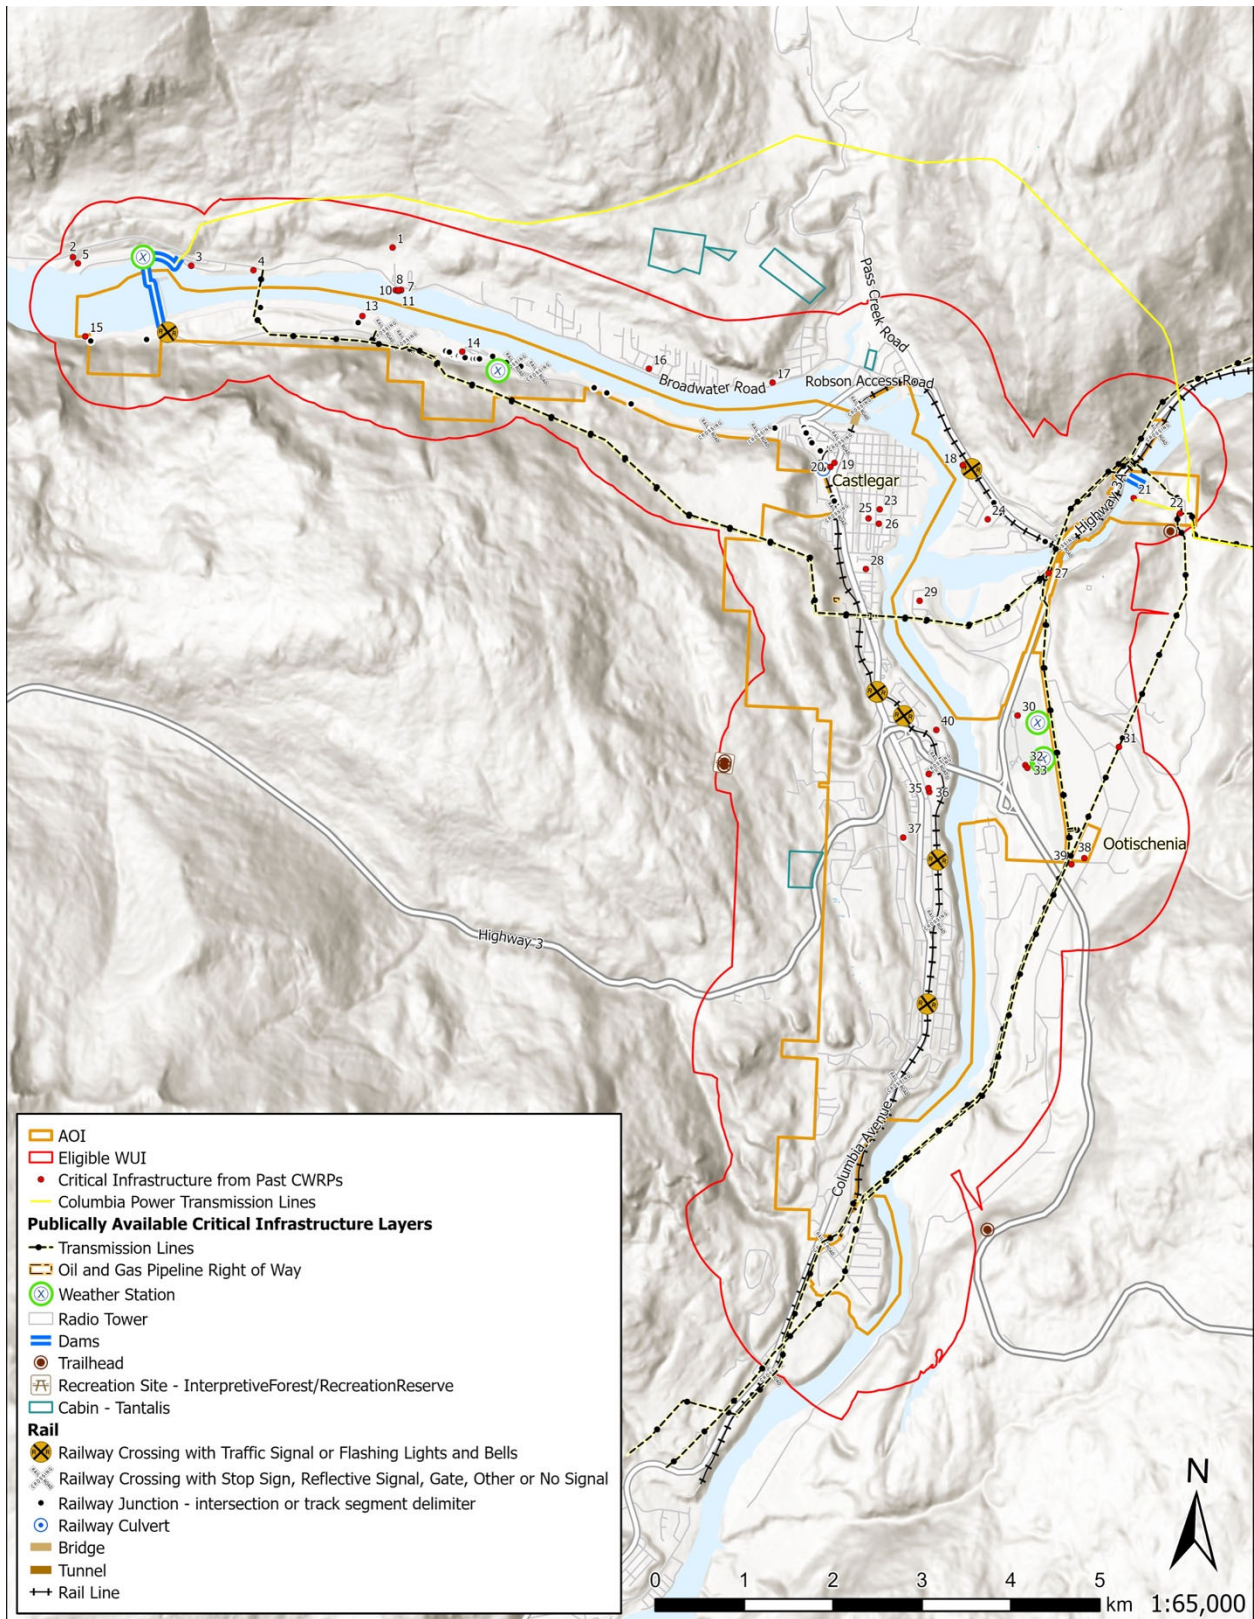 1
2
5
3
4
8
10
7
11
13
15
14
16
17
Broadwater Road
Pass Creek Road
Robson Access Road
18
19
20
Castlegar
21
22
23
25
26
24
Highway 3A
27
28
29
30
31
32
33
40
35
36
37
38
39
Ootischenia
Highway 3
Columbia Avenue
AOI
Eligible WUI
Critical Infrastructure from Past CWRPs
Columbia Power Transmission Lines
Publically Available Critical Infrastructure Layers
Transmission Lines
Oil and Gas Pipeline Right of Way
Weather Station
Radio Tower
Dams
Trailhead
Recreation Site - InterpretiveForest/RecreationReserve
Cabin - Tantalis
Rail
Railway Crossing with Traffic Signal or Flashing Lights and Bells
Railway Crossing with Stop Sign, Reflective Signal, Gate, Other or No Signal
Railway Junction - intersection or track segment delimiter
Railway Culvert
Bridge
Tunnel
Rail Line
N
0 1 2 3 4 5
km 1:65,000